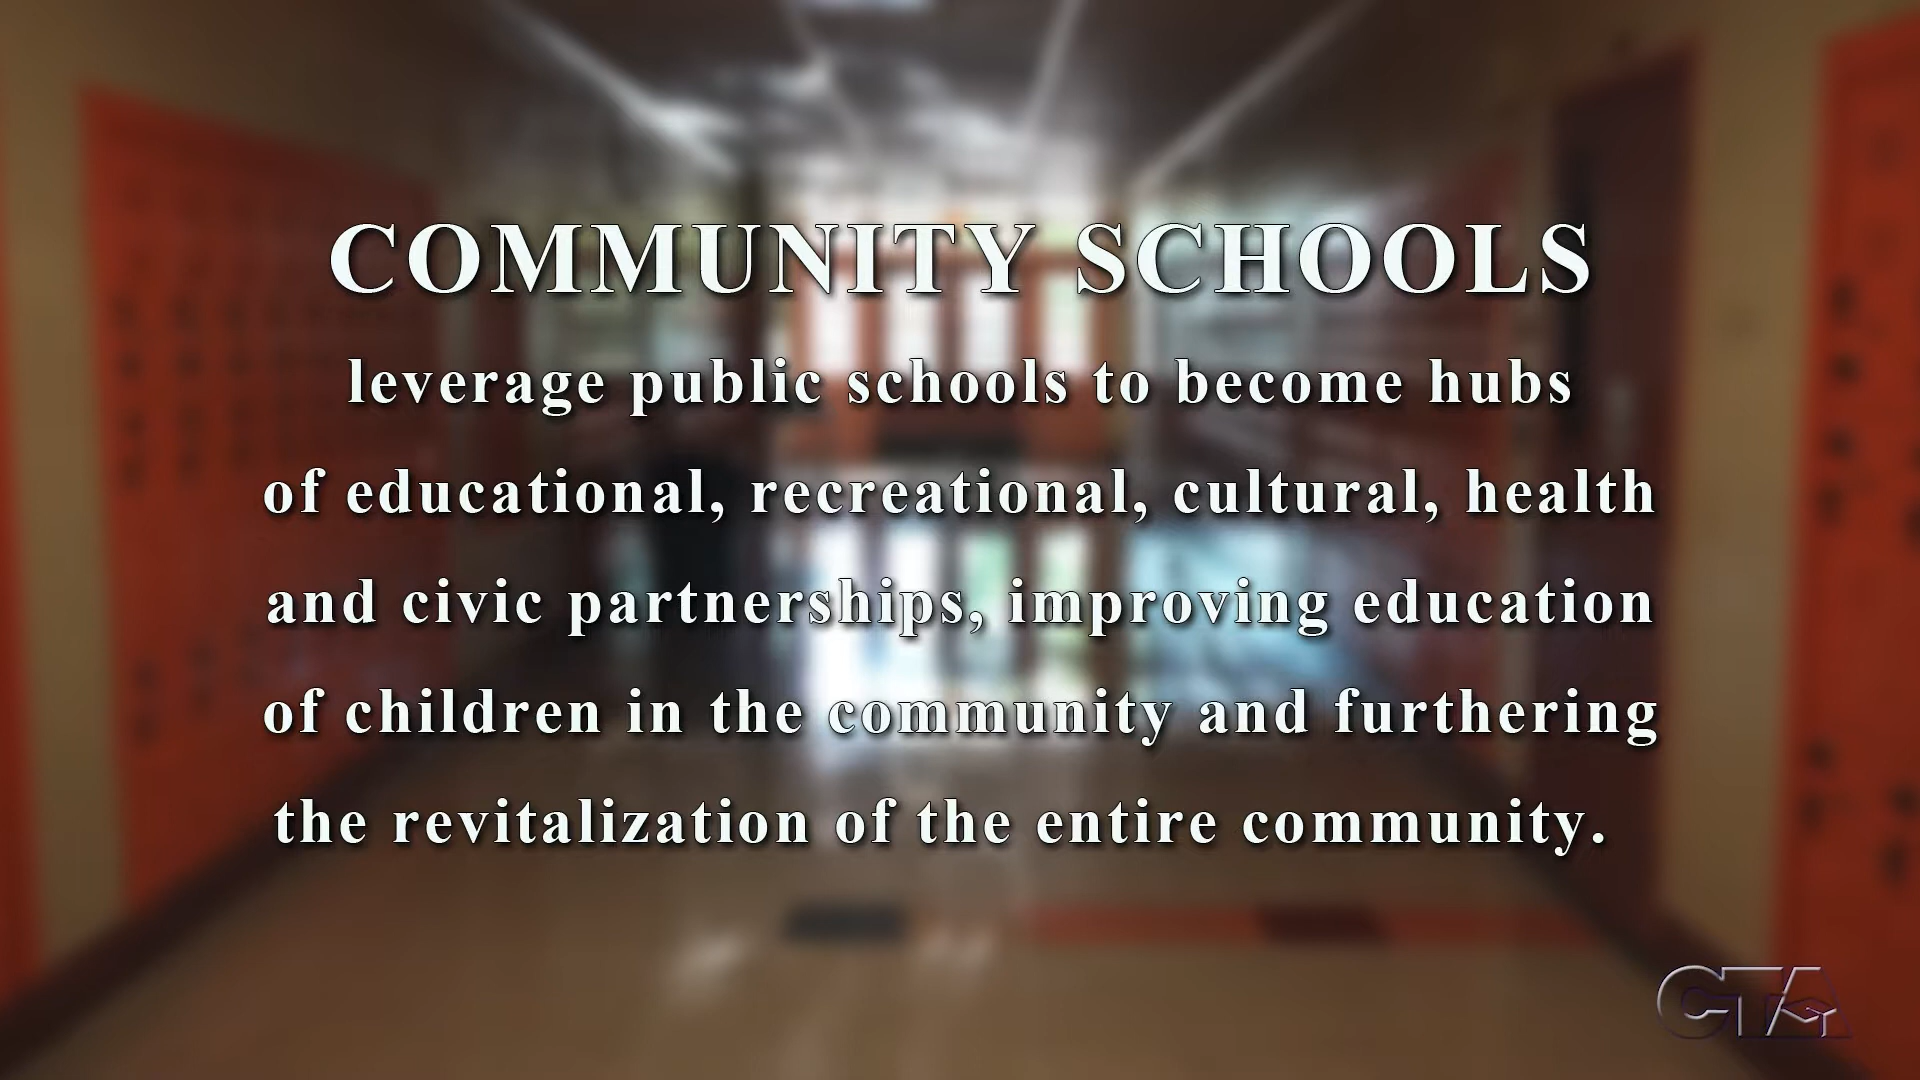 COMMUNITY SCHOOLS
leverage public schools to become hubs
of educational, recreational, cultural, health
and civic partnerships, improving education
of children in the community and furthering
the revitalization of the entire community.
CTA